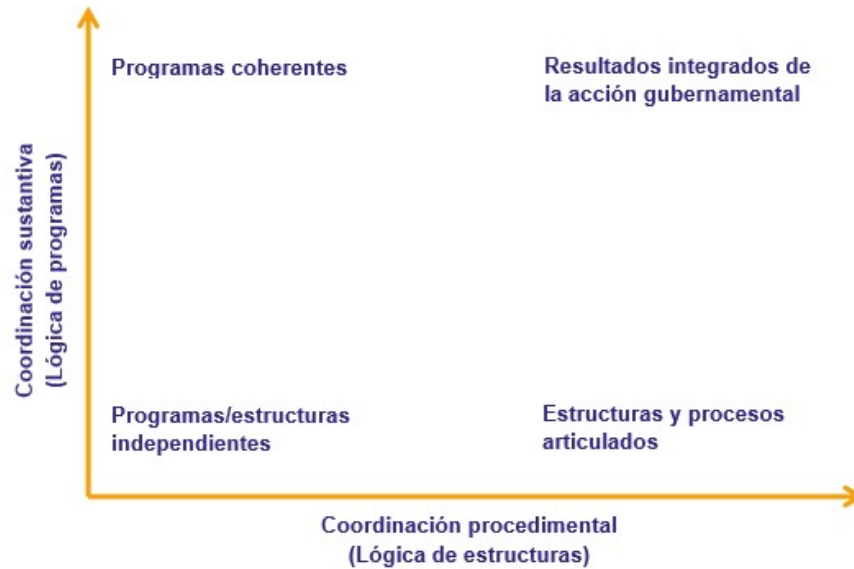 Programas coherentes
Resultados integrados de
la acción gubernamental
Coordinación sustantiva
(Lógica de programas)
Programas/estructuras
independientes
Estructuras y procesos
articulados
Coordinación procedimental
(Lógica de estructuras)